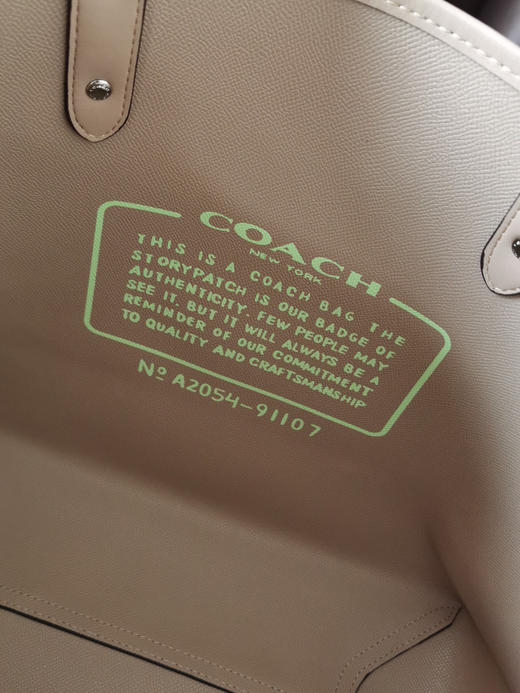 COACH
NEW YORK
THIS IS A COACH BAG THE
STORYPATCH IS OUR BADGE OF
AUTHENTICITY. FEW PEOPLE MAY
SEE IT. BUT IT WILL ALWAYS BE A
REMINDER OF OUR COMMITMENT
TO QUALITY AND CRAFTSMANSHIP
Nº A2054-91107